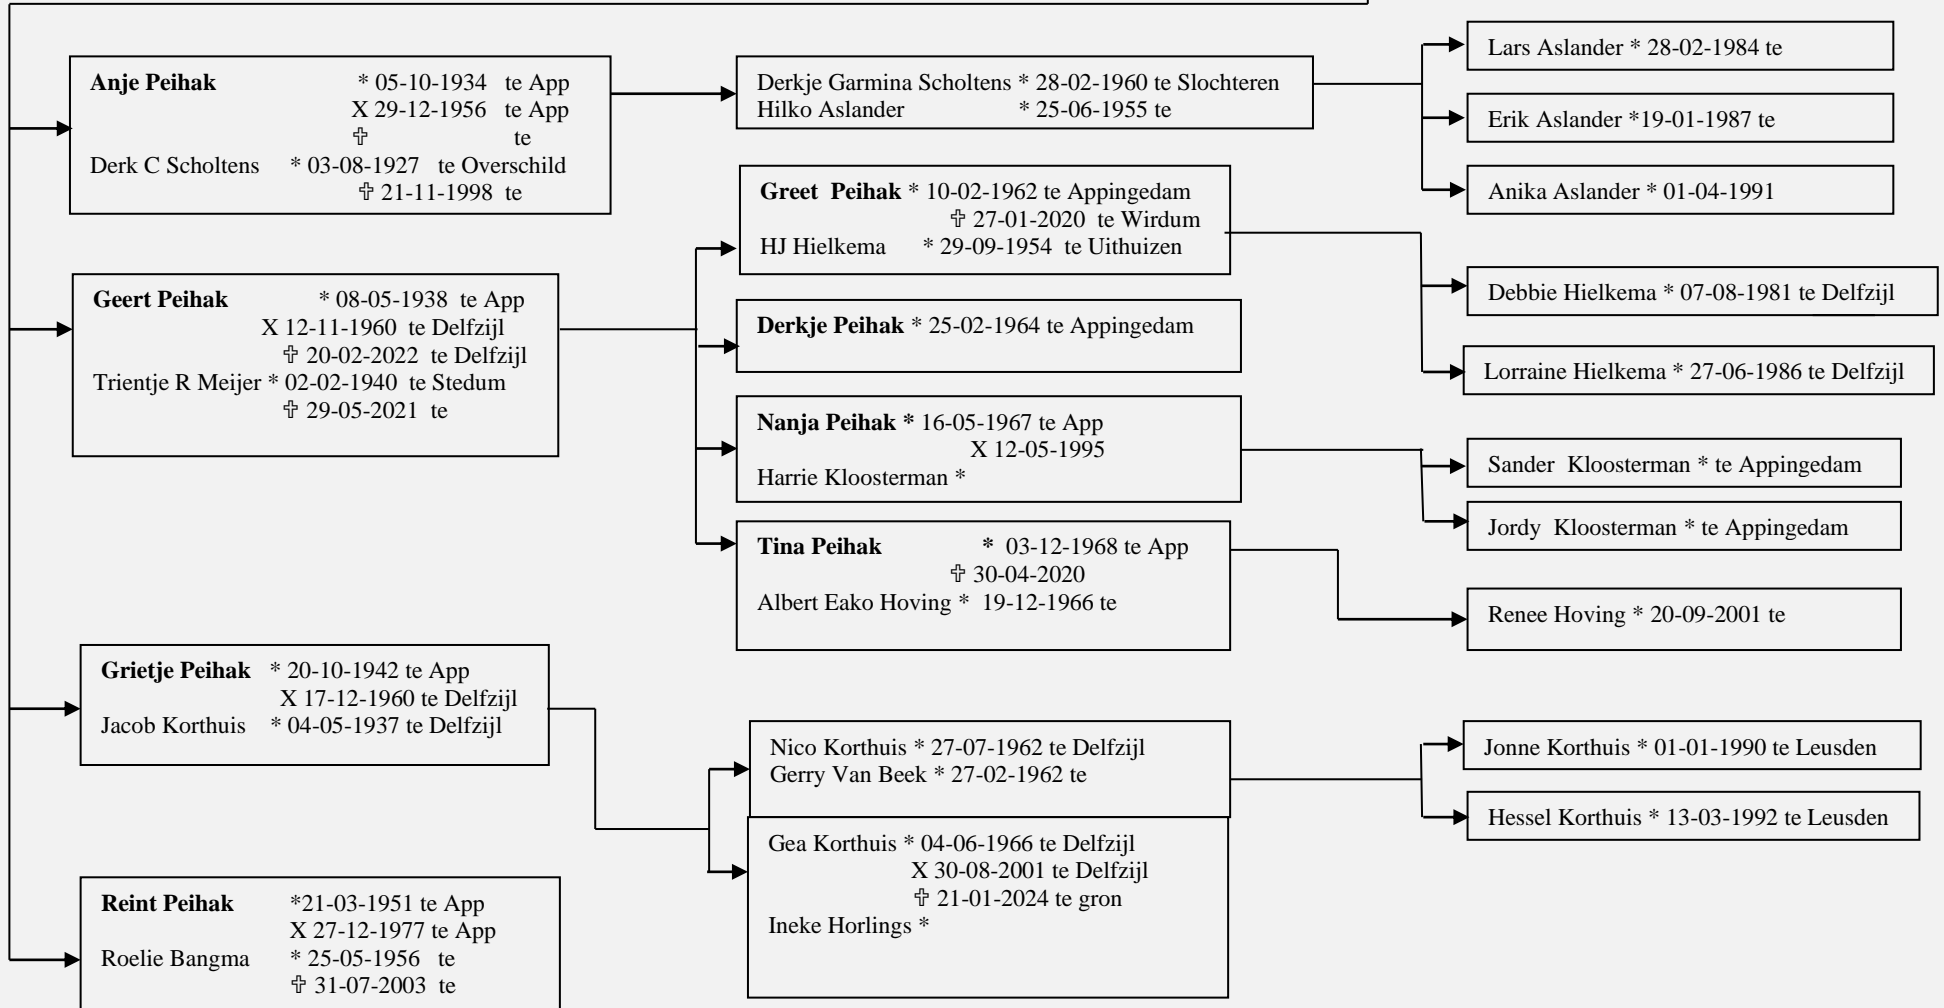 Anje Peihak * 05-10-1934 te App
X 29-12-1956 te App
✞ te
Derk C Scholtens * 03-08-1927 te Overschild
✞ 21-11-1998 te
Geert Peihak * 08-05-1938 te App
X 12-11-1960 te Delfzijl
✞ 20-02-2022 te Delfzijl
Trientje R Meijer * 02-02-1940 te Stedum
✞ 29-05-2021 te
Grietje Peihak * 20-10-1942 te App
X 17-12-1960 te Delfzijl
Jacob Korthuis * 04-05-1937 te Delfzijl
Reint Peihak *21-03-1951 te App
X 27-12-1977 te App
Roelie Bangma * 25-05-1956 te
✞ 31-07-2003 te
Derkje Garmina Scholtens * 28-02-1960 te Slochteren
Hilko Aslander * 25-06-1955 te
Greet Peihak * 10-02-1962 te Appingedam
✞ 27-01-2020 te Wirdum
HJ Hielkema * 29-09-1954 te Uithuizen
Derkje Peihak * 25-02-1964 te Appingedam
Nanja Peihak * 16-05-1967 te App
X 12-05-1995
Harrie Kloosterman *
Tina Peihak * 03-12-1968 te App
✞ 30-04-2020
Albert Eako Hoving * 19-12-1966 te
Nico Korthuis * 27-07-1962 te Delfzijl
Gerry Van Beek * 27-02-1962 te
Gea Korthuis * 04-06-1966 te Delfzijl
X 30-08-2001 te Delfzijl
✞ 21-01-2024 te gron
Ineke Horlings *
Lars Aslander * 28-02-1984 te
Erik Aslander *19-01-1987 te
Anika Aslander * 01-04-1991
Debbie Hielkema * 07-08-1981 te Delfzijl
Lorraine Hielkema * 27-06-1986 te Delfzijl
Sander Kloosterman * te Appingedam
Jordy Kloosterman * te Appingedam
Renee Hoving * 20-09-2001 te
Jonne Korthuis * 01-01-1990 te Leusden
Hessel Korthuis * 13-03-1992 te Leusden